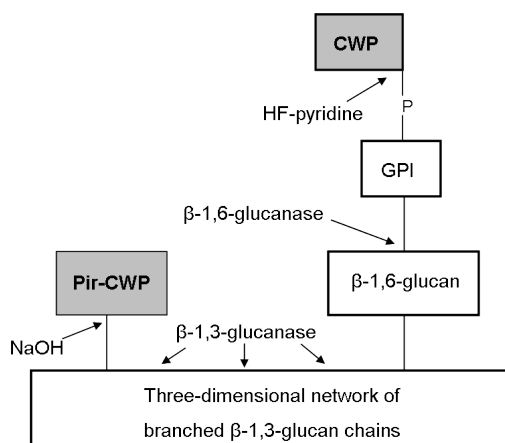 CWP
HF-pyridine
P
GPI
β-1,6-glucanase
β-1,6-glucan
Pir-CWP
NaOH
β-1,3-glucanase
Three-dimensional network of
branched β-1,3-glucan chains